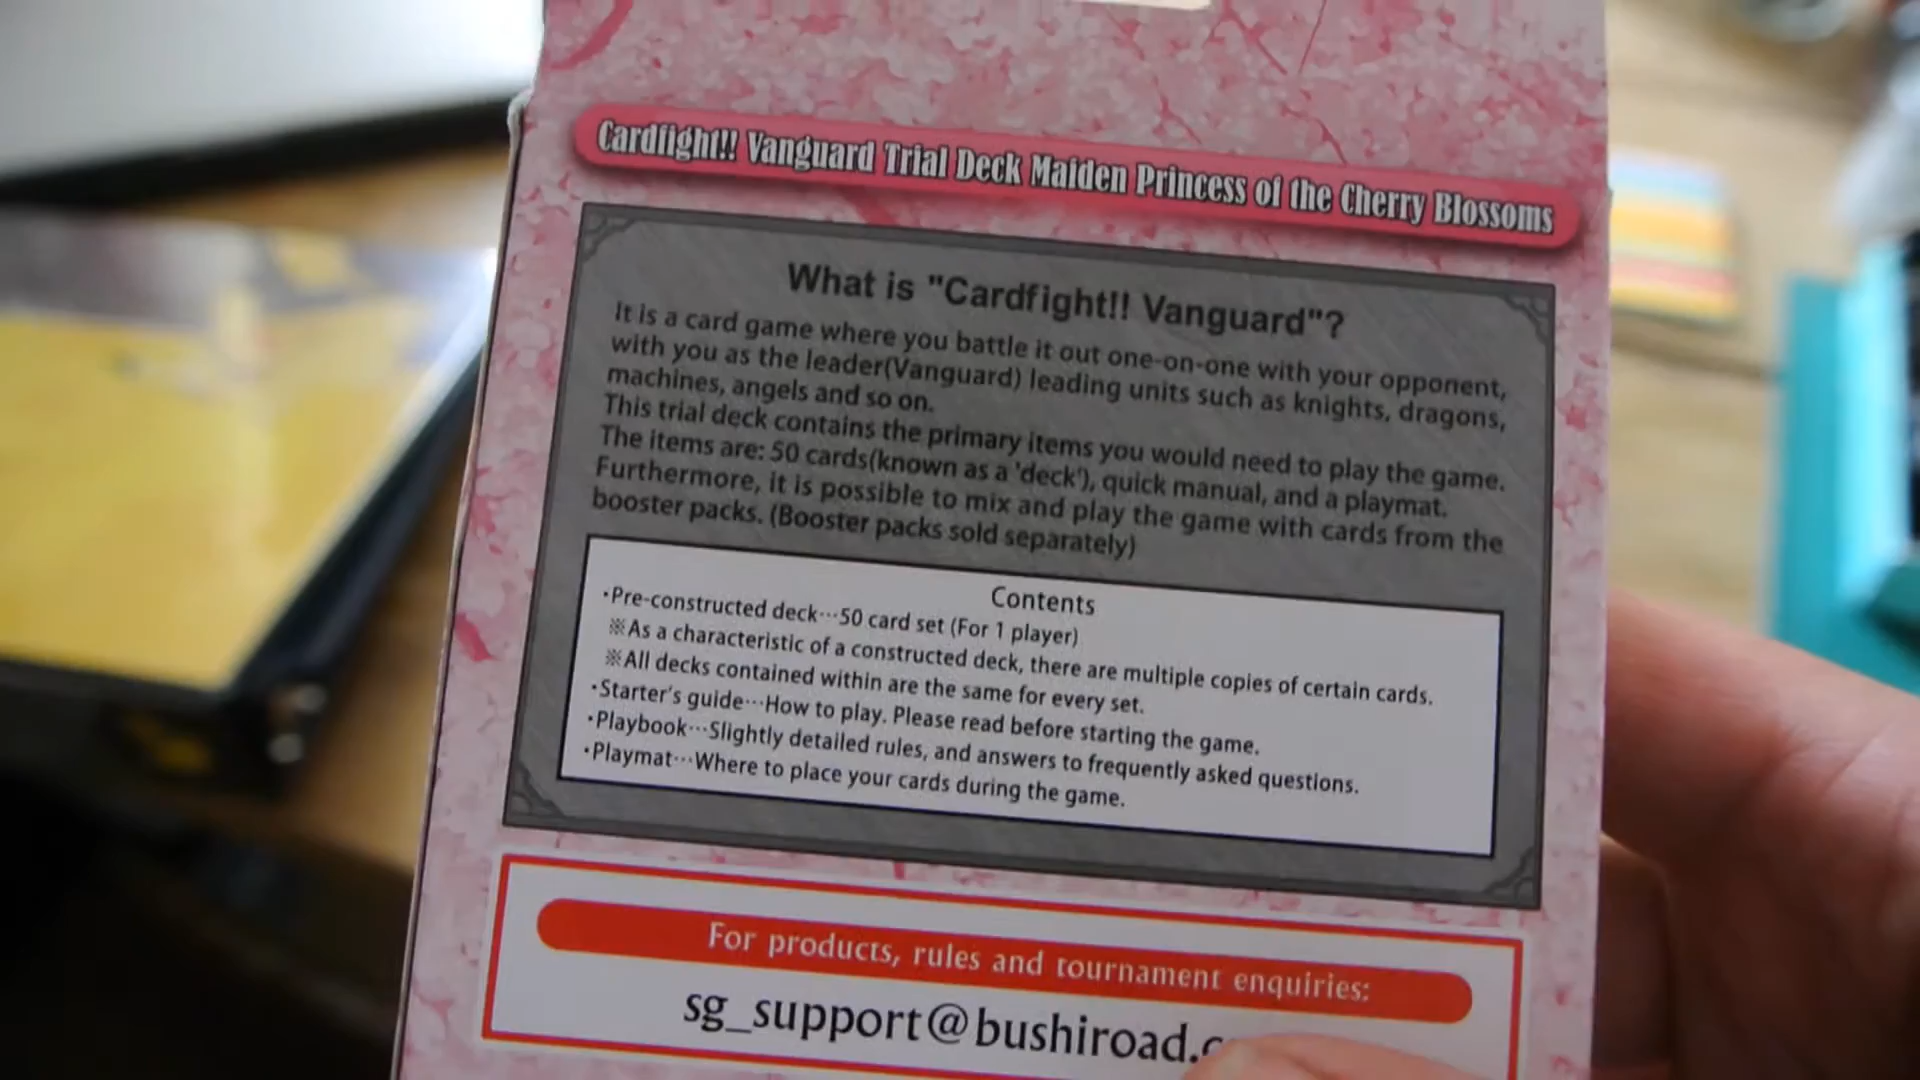 Cardfight!! Vanguard Trial Deck Maiden Princess of the Cherry Blossoms
What is "Cardfight!! Vanguard"?
It is a card game where you battle it out one-on-one with your opponent,
with you as the leader(Vanguard) leading units such as knights, dragons,
machines, angels and so on.
This trial deck contains the primary items you would need to play the game.
The items are: 50 cards(known as a 'deck'), quick manual, and a playmat.
Furthermore, it is possible to mix and play the game with cards from the
booster packs. (Booster packs sold separately)
Contents
・Pre-constructed deck…50 card set (For 1 player)
※As a characteristic of a constructed deck, there are multiple copies of certain cards.
※All decks contained within are the same for every set.
・Starter's guide…How to play. Please read before starting the game.
・Playbook…Slightly detailed rules, and answers to frequently asked questions.
・Playmat…Where to place your cards during the game.
For products, rules and tournament enquiries:
sg_support@bushiroad.c